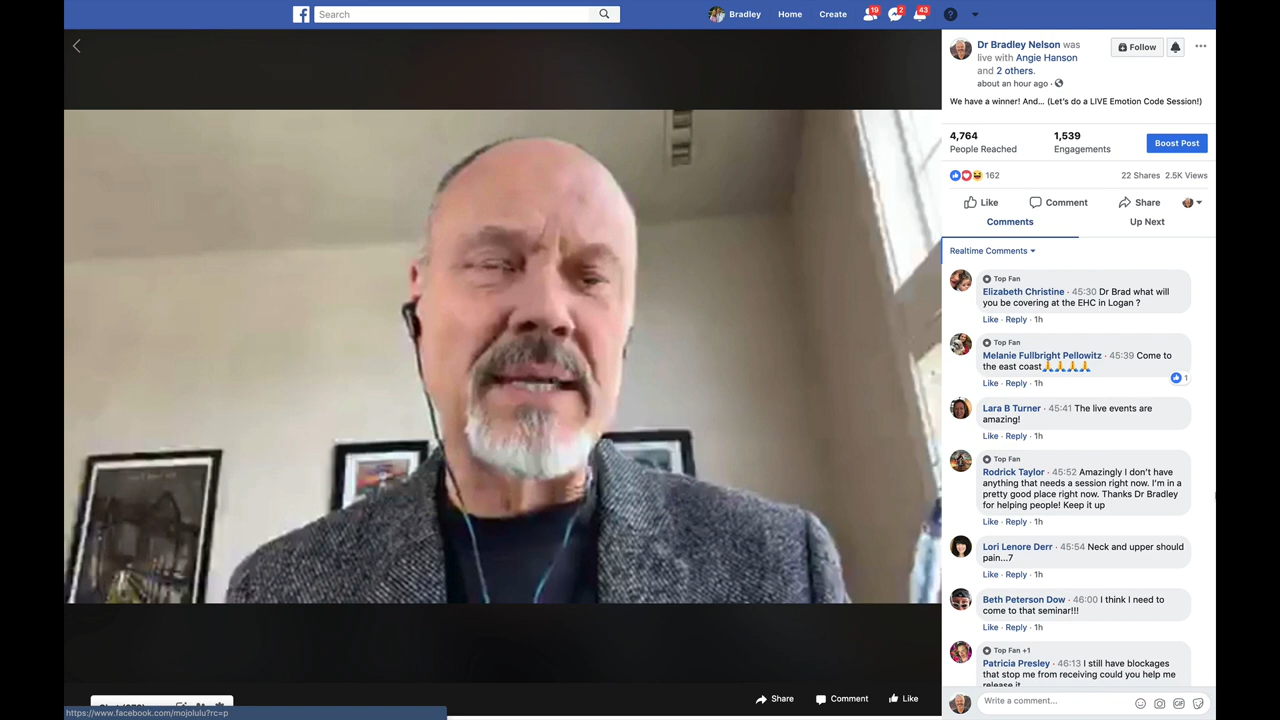 Search
Bradley
Home
Create
19
2
43
Dr Bradley Nelson was
live with Angie Hanson
and 2 others.
about an hour ago ·
Follow
We have a winner! And... (Let's do a LIVE Emotion Code Session!)
4,764
People Reached
1,539
Engagements
Boost Post
162
22 Shares 2.5K Views
Like
Comment
Share
Comments
Up Next
Realtime Comments
Top Fan
Elizabeth Christine · 45:30 Dr Brad what will
you be covering at the EHC in Logan ?
Like · Reply · 1h
Top Fan
Melanie Fullbright Pellowitz · 45:39 Come to
the east coast🙏🙏🙏🙏
1
Like · Reply · 1h
Lara B Turner · 45:41 The live events are
amazing!
Like · Reply · 1h
Top Fan
Rodrick Taylor · 45:52 Amazingly I don't have
anything that needs a session right now. I'm in a
pretty good place right now. Thanks Dr Bradley
for helping people! Keep it up
Like · Reply · 1h
Lori Lenore Derr · 45:54 Neck and upper should
pain...7
Like · Reply · 1h
Beth Peterson Dow · 46:00 I think I need to
come to that seminar!!!
Like · Reply · 1h
Top Fan +1
Patricia Presley · 46:13 I still have blockages
that stop me from receiving could you help me
release it
Write a comment...
GIF
Share
Comment
Like
https://www.facebook.com/mojolulu?rc=p